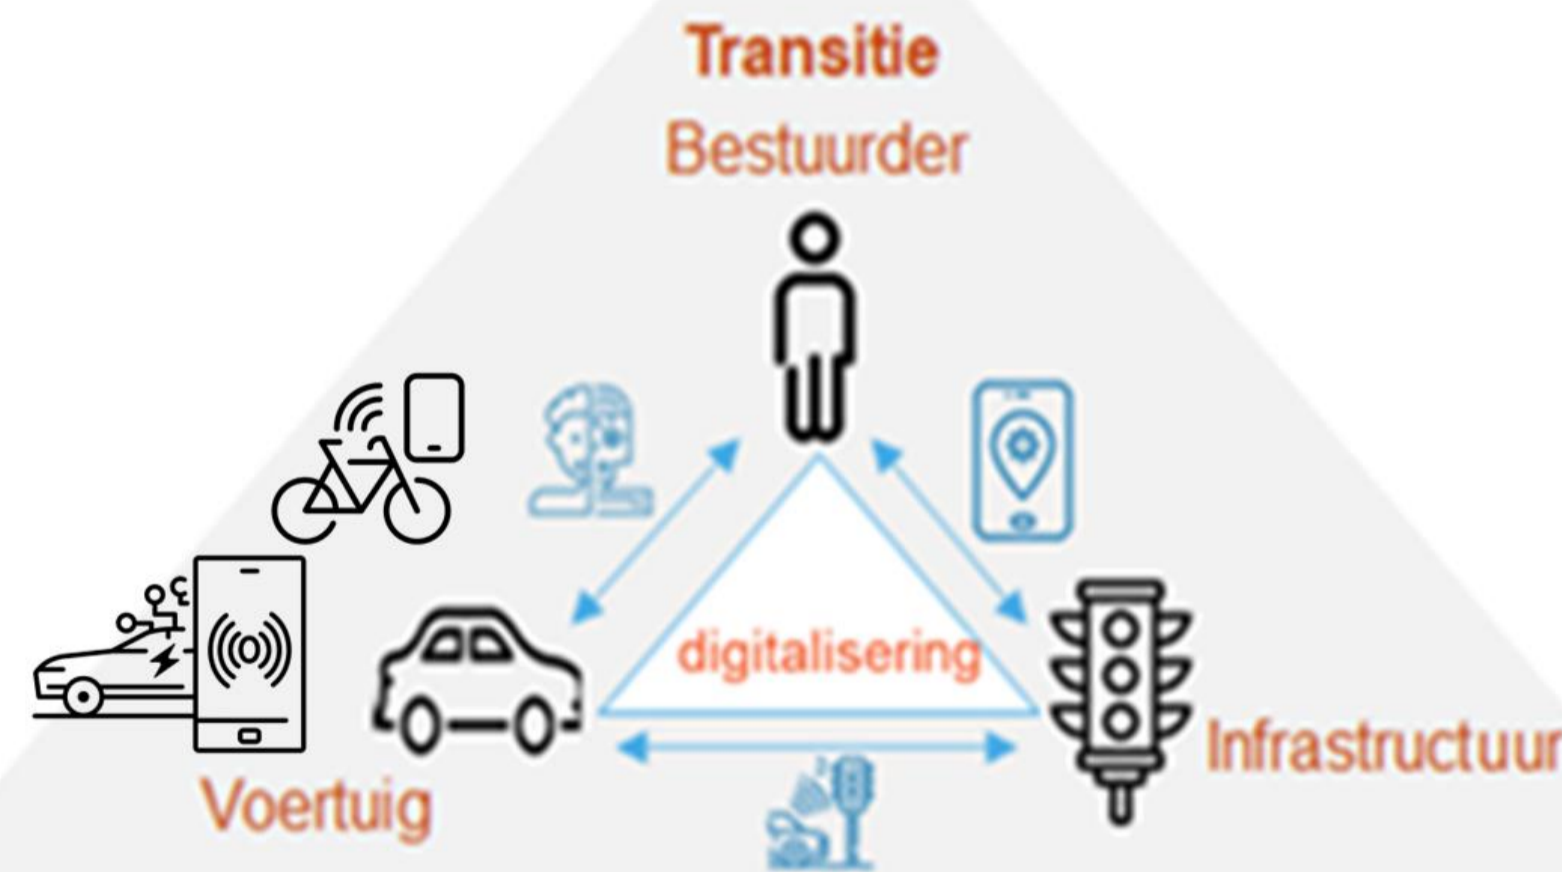 Transitie
Bestuurder
digitalisering
Infrastructuur
Voertuig